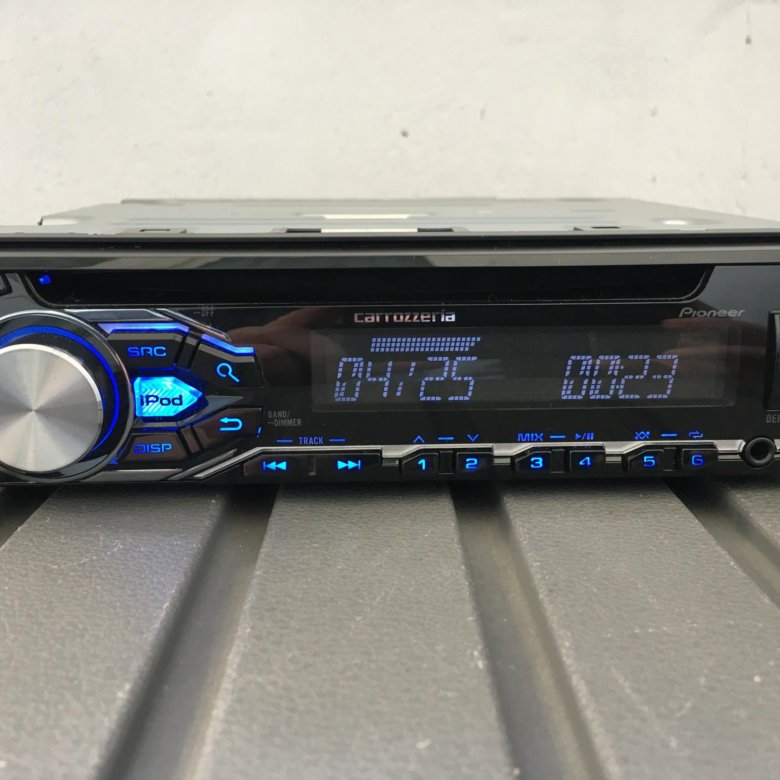 OFF
carrozzeria
Pioneer
SRC
04/25 00:23
iPod
BAND/
DIMMER
DISP
TRACK
MIX
1 2 3 4 5 6